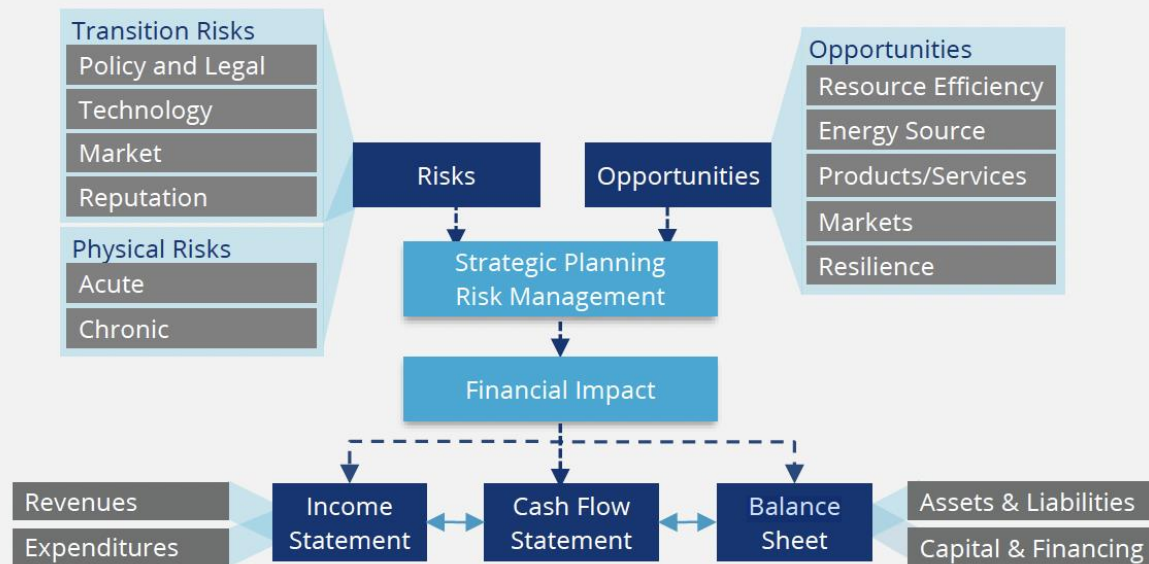 Transition Risks
Policy and Legal
Technology
Market
Reputation
Physical Risks
Acute
Chronic
Risks
Opportunities
Opportunities
Resource Efficiency
Energy Source
Products/Services
Markets
Resilience
Strategic Planning
Risk Management
Financial Impact
Revenues
Expenditures
Income
Statement
Cash Flow
Statement
Balance
Sheet
Assets & Liabilities
Capital & Financing